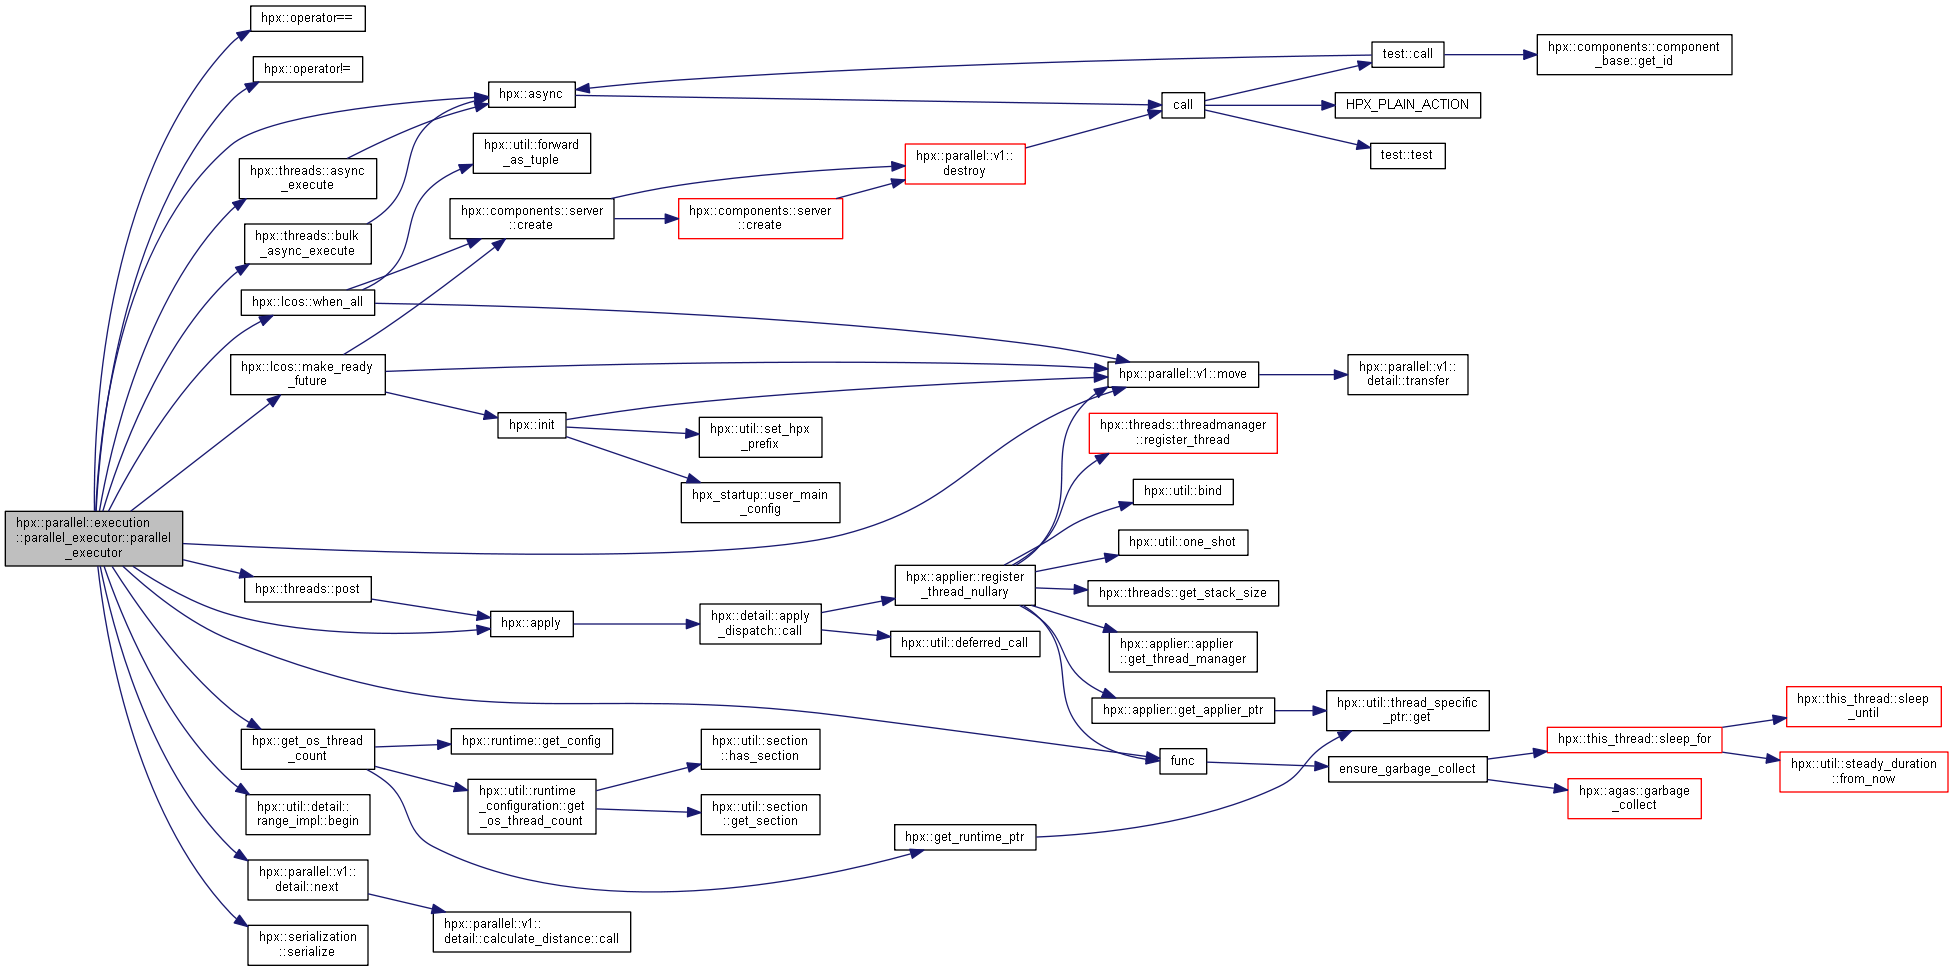 hpx::operator==
hpx::operator!=
hpx::async
test::call
hpx::components::component
_base::get_id
call
HPX_PLAIN_ACTION
test::test
hpx::util::forward
_as_tuple
hpx::threads::async
_execute
hpx::parallel::v1::
destroy
hpx::components::server
::create
hpx::components::server
::create
hpx::threads::bulk
_async_execute
hpx::lcos::when_all
hpx::lcos::make_ready
_future
hpx::parallel::v1::move
hpx::parallel::v1::
detail::transfer
hpx::init
hpx::util::set_hpx
_prefix
hpx_startup::user_main
_config
hpx::threads::threadmanager
::register_thread
hpx::util::bind
hpx::util::one_shot
hpx::parallel::execution
::parallel_executor::parallel
_executor
hpx::threads::post
hpx::apply
hpx::detail::apply
_dispatch::call
hpx::applier::register
_thread_nullary
hpx::util::deferred_call
hpx::threads::get_stack_size
hpx::applier::applier
::get_thread_manager
hpx::applier::get_applier_ptr
hpx::util::thread_specific
_ptr::get
hpx::get_os_thread
_count
hpx::runtime::get_config
hpx::util::runtime
_configuration::get
_os_thread_count
hpx::util::section
::has_section
hpx::util::section
::get_section
func
ensure_garbage_collect
hpx::this_thread::sleep_for
hpx::this_thread::sleep
_until
hpx::util::steady_duration
::from_now
hpx::agas::garbage
_collect
hpx::get_runtime_ptr
hpx::util::detail::
range_impl::begin
hpx::parallel::v1::
detail::next
hpx::parallel::v1::
detail::calculate_distance::call
hpx::serialization
::serialize